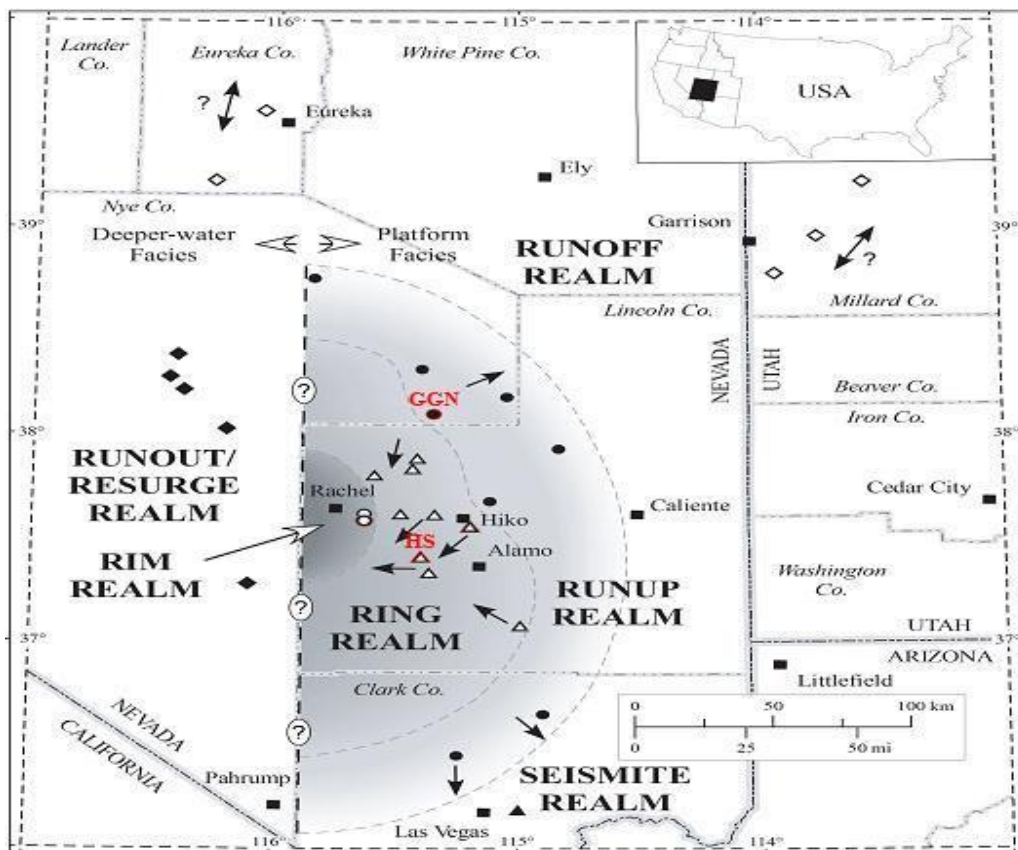 116°
115°
114°
Lander
Co.
Eureka Co.
White Pine Co.
USA
?
Eureka
Ely
Nye Co.
Garrison
39°
39°
Deeper-water
Facies
Platform
Facies
RUNOFF
REALM
?
Millard Co.
Lincoln Co.
NEVADA
UTAH
Beaver Co.
?
GGN
Iron Co.
38°
38°
RUNOUT/
RESURGE
REALM
Rachel
Hiko
Caliente
Cedar City
HS
Alamo
RIM
REALM
Washington
Co.
?
RING
REALM
RUNUP
REALM
UTAH
37°
37°
ARIZONA
Clark Co.
Littlefield
NEVADA
CALIFORNIA
?
0 50 100 km
0 25 50 mi
Pahrump
SEISMITE
REALM
Las Vegas
116°
115°
114°